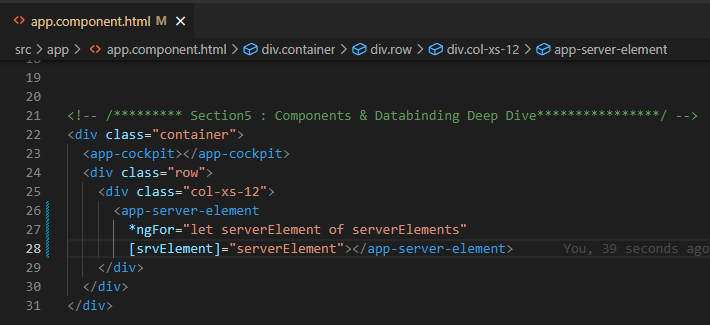 app.component.html M ×
src > app > app.component.html > div.container > div.row > div.col-xs-12 > app-server-element
18
19
20
21 <!-- /********* Section5 : Components & Databinding Deep Dive****************/ -->
22 <div class="container">
23 <app-cockpit></app-cockpit>
24 <div class="row">
25 <div class="col-xs-12">
26 <app-server-element
27 *ngFor="let serverElement of serverElements"
28 [srvElement]="serverElement"></app-server-element> You, 39 seconds ago
29 </div>
30 </div>
31 </div>